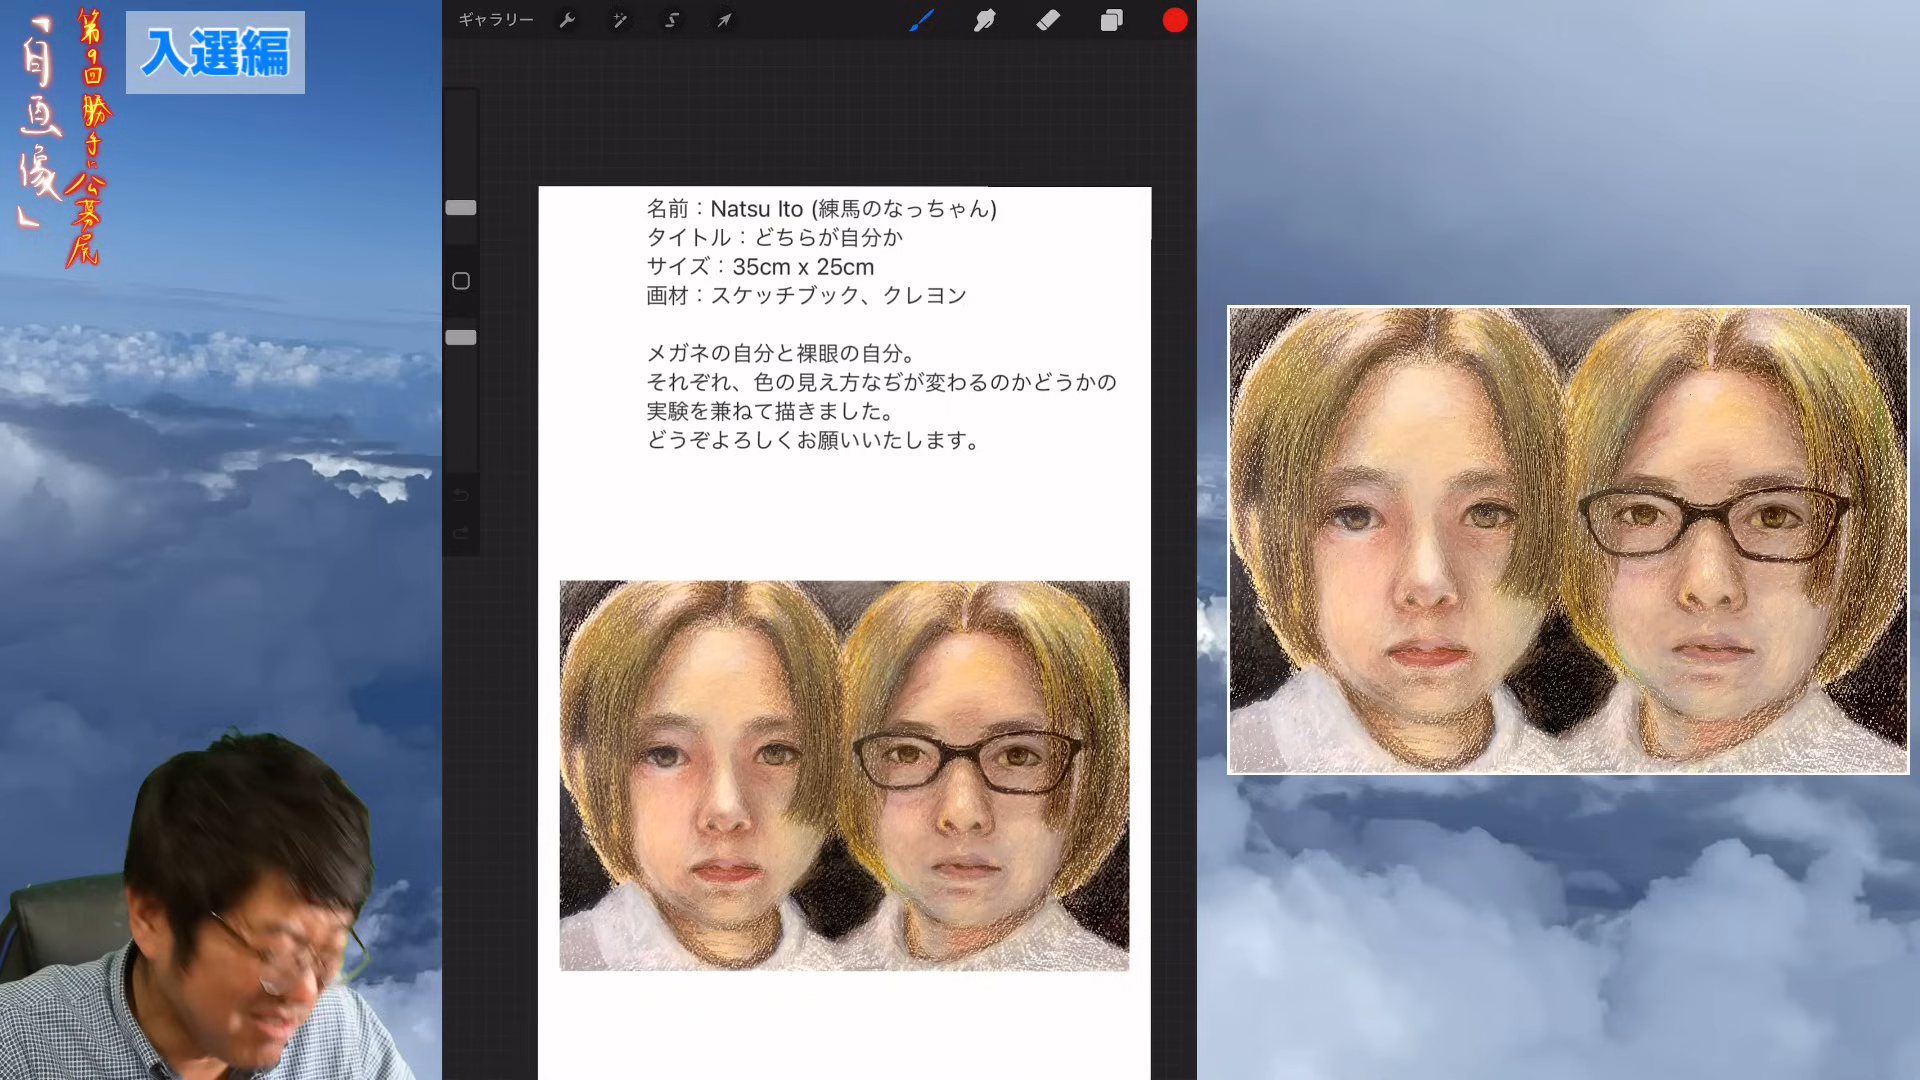 第9回 勝手に公募展
「自画像」
入選編
ギャラリー
名前：Natsu Ito (練馬のなっちゃん)
タイトル：どちらが自分か
サイズ：35cm x 25cm
画材：スケッチブック、クレヨン
メガネの自分と裸眼の自分。
それぞれ、色の見え方なぢが変わるのかどうかの
実験を兼ねて描きました。
どうぞよろしくお願いいたします。